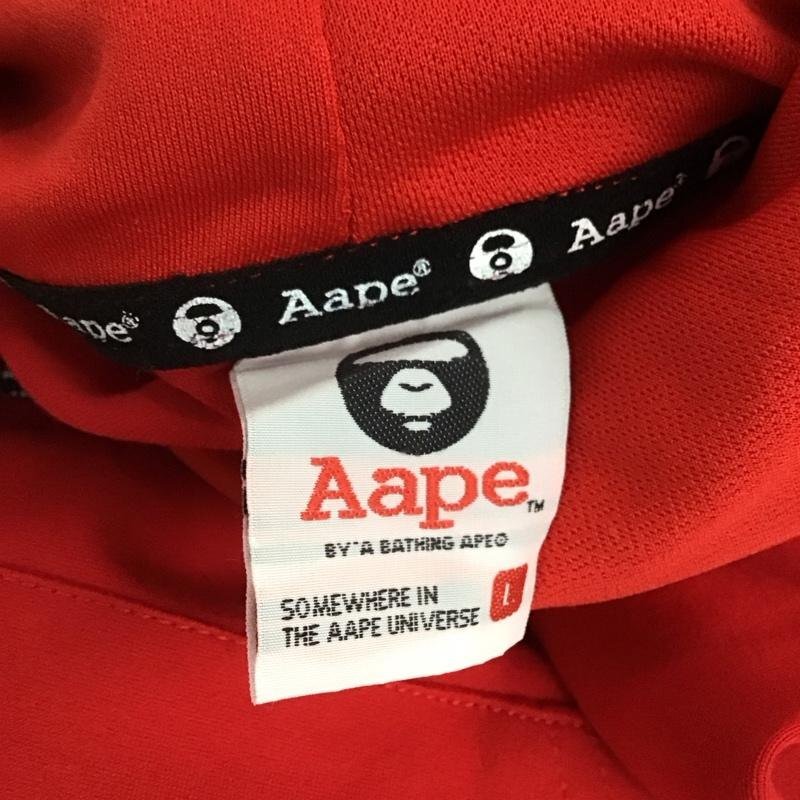 Aape®
Aape®
Aape®
Aape™
BY*A BATHING APE®
SOMEWHERE IN
THE AAPE UNIVERSE
L